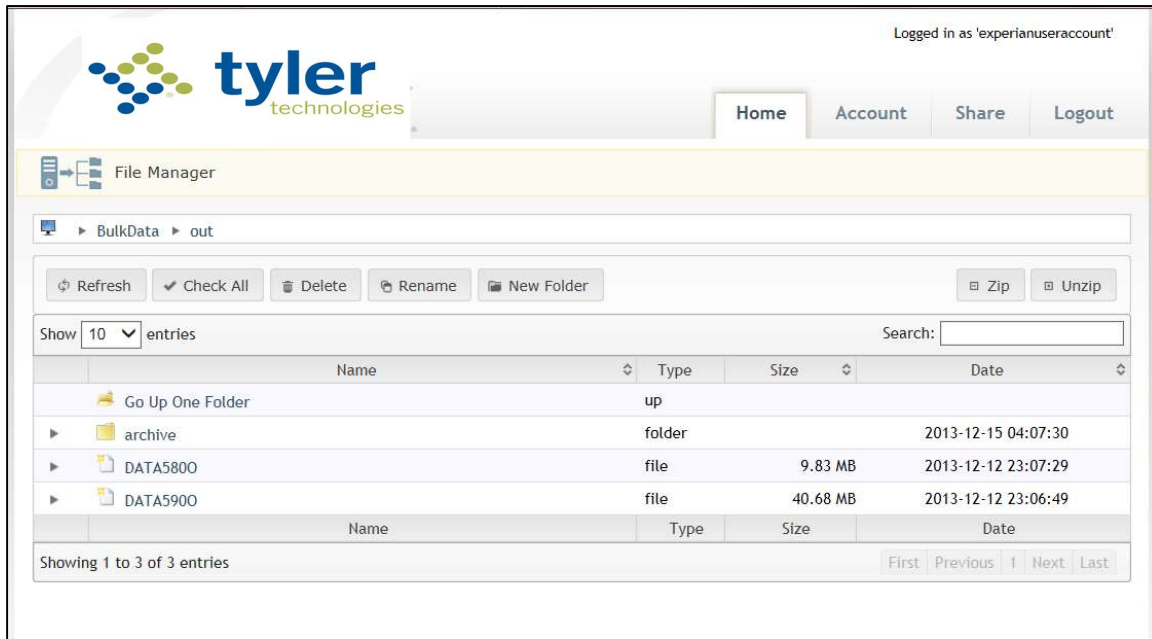 Logged in as 'experianuseraccount'
tyler
technologies
Home Account Share Logout
File Manager
BulkData out
Refresh Check All Delete Rename New Folder Zip Unzip
Show 10 entries Search:
Name Type Size Date
Go Up One Folder up
archive folder 2013-12-15 04:07:30
DATA580O file 9.83 MB 2013-12-12 23:07:29
DATA590O file 40.68 MB 2013-12-12 23:06:49
Name Type Size Date
Showing 1 to 3 of 3 entries First Previous 1 Next Last